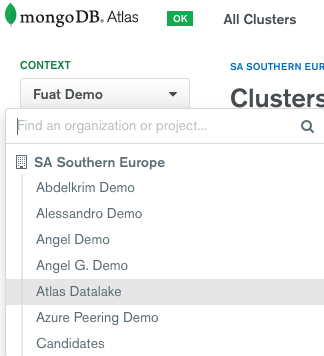 mongoDB. Atlas OK All Clusters
CONTEXT
SA SOUTHERN EUR
Fuat Demo
Clusters
Find an organization or project...
SA Southern Europe
Abdelkrim Demo
Alessandro Demo
Angel Demo
Angel G. Demo
Atlas Datalake
Azure Peering Demo
Candidates